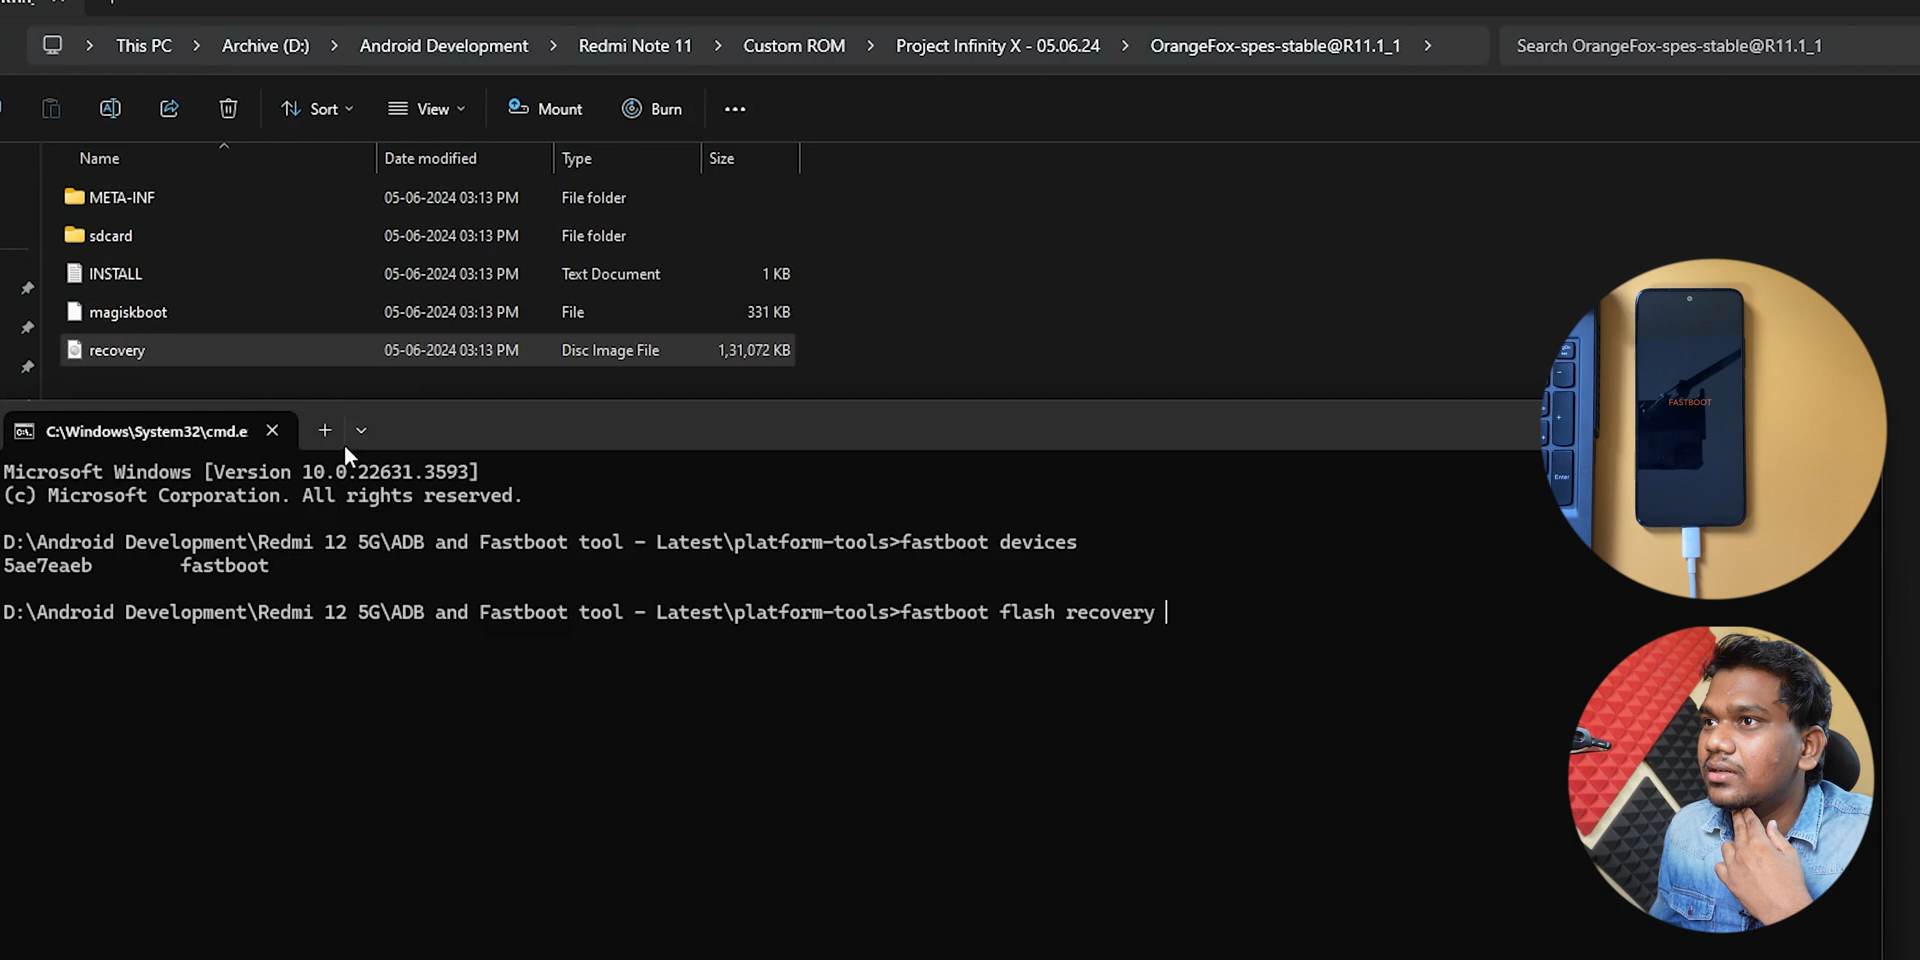 This PC > Archive (D:) > Android Development > Redmi Note 11 > Custom ROM > Project Infinity X - 05.06.24 > OrangeFox-spes-stable@R11.1_1 >
Search OrangeFox-spes-stable@R11.1_1
Sort View Mount Burn
Name Date modified Type Size
META-INF 05-06-2024 03:13 PM File folder
sdcard 05-06-2024 03:13 PM File folder
INSTALL 05-06-2024 03:13 PM Text Document 1 KB
magiskboot 05-06-2024 03:13 PM File 331 KB
recovery 05-06-2024 03:13 PM Disc Image File 1,31,072 KB
FASTBOOT
Enter
C:\Windows\System32\cmd.e
Microsoft Windows [Version 10.0.22631.3593]
(c) Microsoft Corporation. All rights reserved.
D:\Android Development\Redmi 12 5G\ADB and Fastboot tool - Latest\platform-tools>fastboot devices
5ae7eaeb fastboot
D:\Android Development\Redmi 12 5G\ADB and Fastboot tool - Latest\platform-tools>fastboot flash recovery